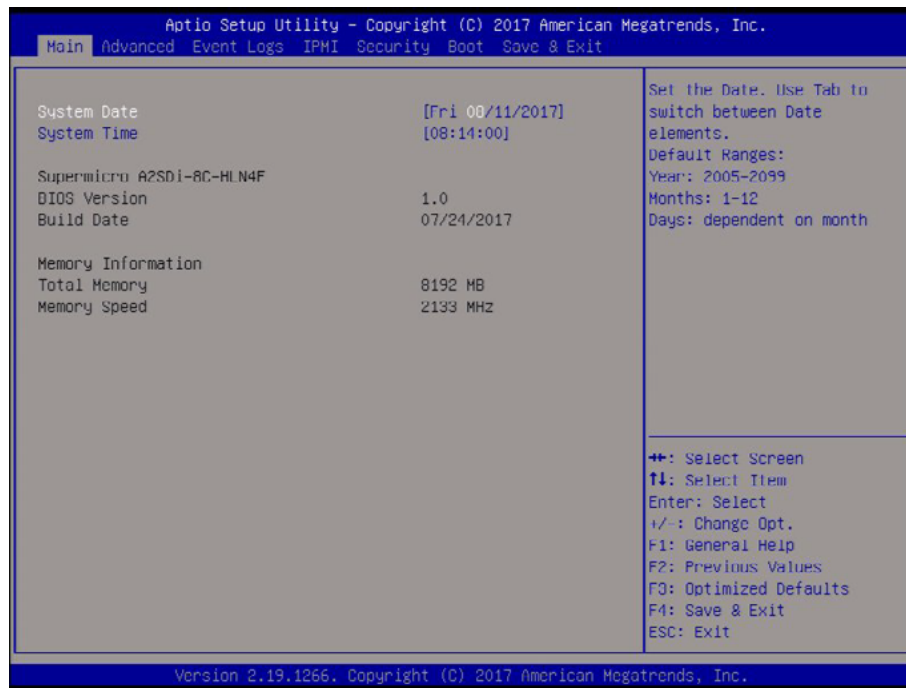 Aptio Setup Utility – Copyright (C) 2017 American Megatrends, Inc.
Main Advanced Event Logs IPMI Security Boot Save & Exit
System Date [Fri 08/11/2017]
System Time [08:14:00]
Supermicro A2SDi-8C-HLN4F
BIOS Version 1.0
Build Date 07/24/2017
Memory Information
Total Memory 8192 MB
Memory Speed 2133 MHz
Set the Date. Use Tab to
switch between Date
elements.
Default Ranges:
Year: 2005-2099
Months: 1-12
Days: dependent on month
→←: Select Screen
↑↓: Select Item
Enter: Select
+/-: Change Opt.
F1: General Help
F2: Previous Values
F3: Optimized Defaults
F4: Save & Exit
ESC: Exit
Version 2.19.1266. Copyright (C) 2017 American Megatrends, Inc.